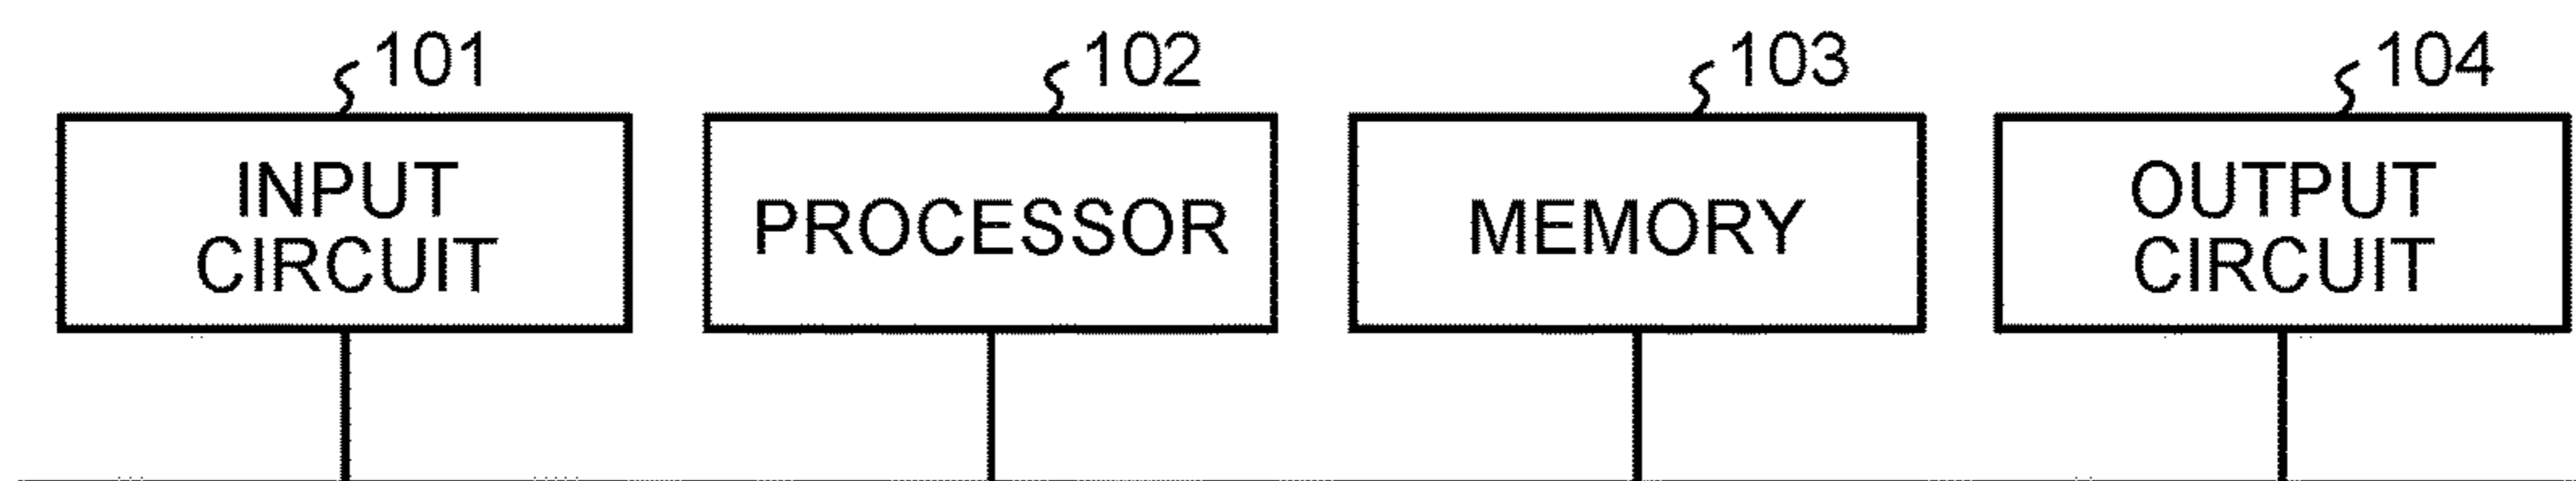 101
102
103
104
INPUT
CIRCUIT
PROCESSOR
MEMORY
OUTPUT
CIRCUIT